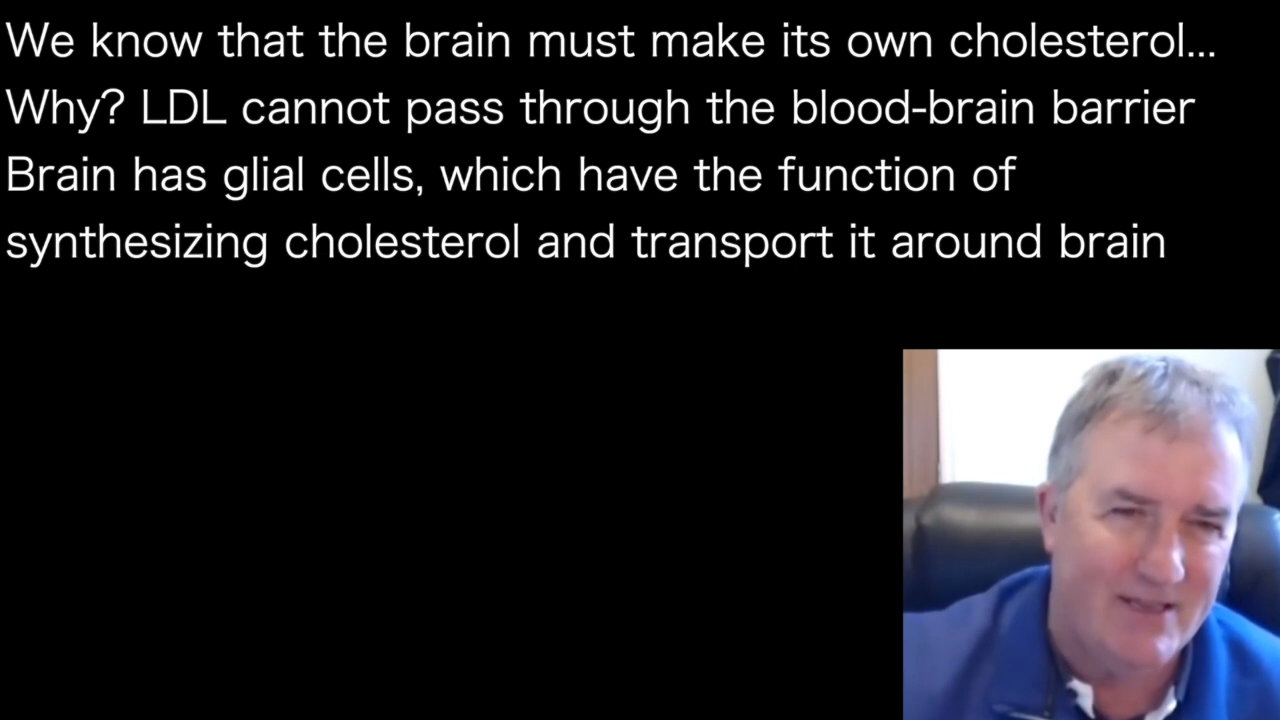 We know that the brain must make its own cholesterol...
Why? LDL cannot pass through the blood-brain barrier
Brain has glial cells, which have the function of
synthesizing cholesterol and transport it around brain